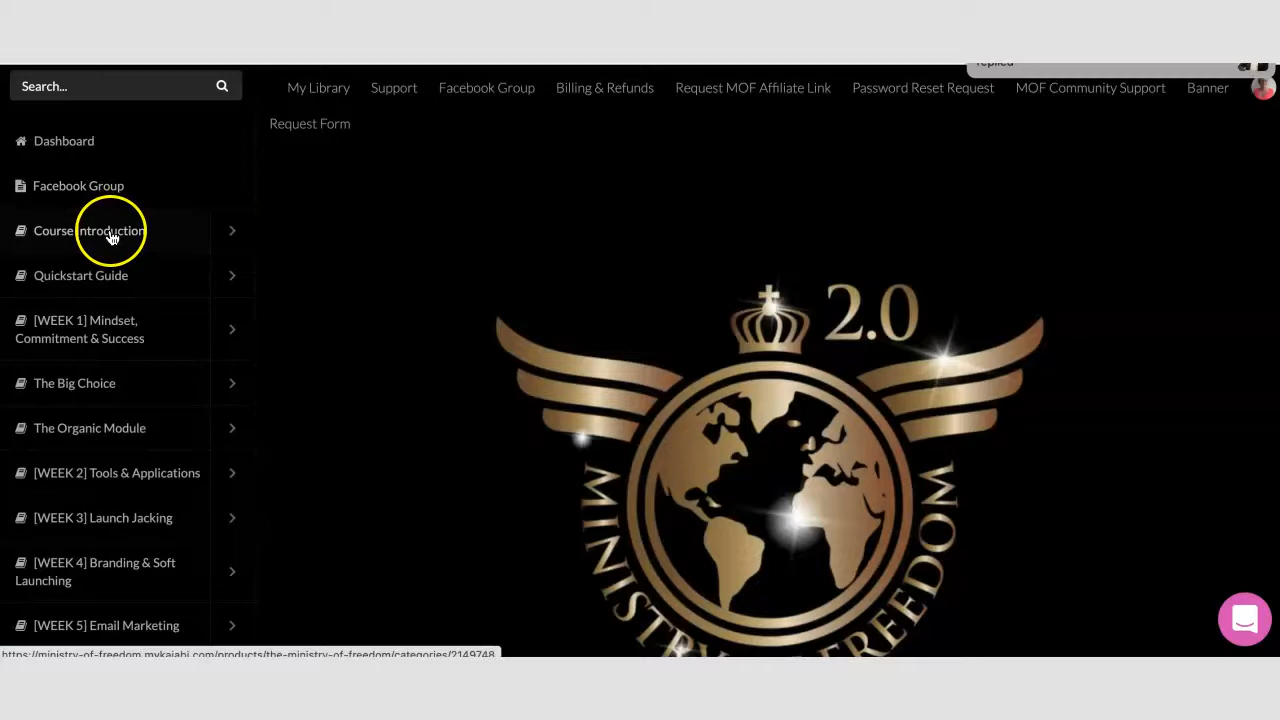 replied
Search...
My Library
Support
Facebook Group
Billing & Refunds
Request MOF Affiliate Link
Password Reset Request
MOF Community Support
Banner
Request Form
Dashboard
Facebook Group
Course Introduction
Quickstart Guide
[WEEK 1] Mindset,
Commitment & Success
The Big Choice
The Organic Module
[WEEK 2] Tools & Applications
[WEEK 3] Launch Jacking
[WEEK 4] Branding & Soft
Launching
[WEEK 5] Email Marketing
2.0
MINISTRY
FREEDOM
https://ministry-of-freedom.mykajabi.com/products/the-ministry-of-freedom/categories/2149748